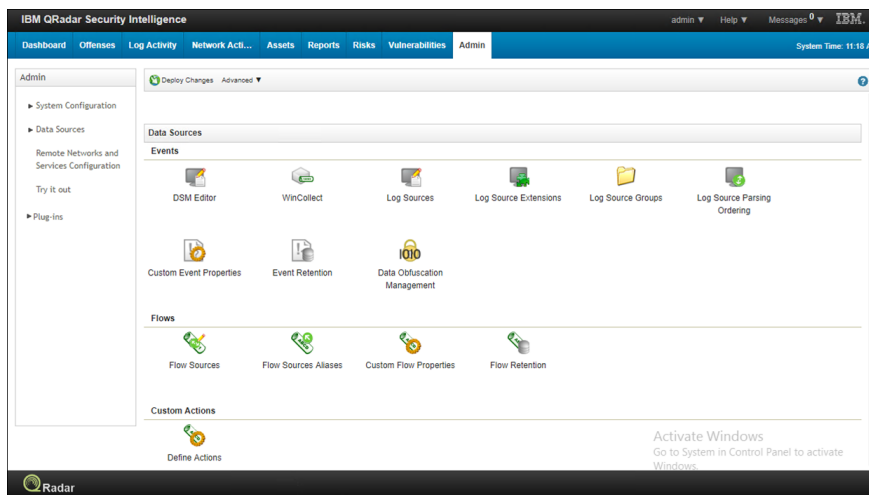 IBM QRadar Security Intelligence
admin ▼ Help ▼ Messages 0 ▼ IBM.
Dashboard Offenses Log Activity Network Acti... Assets Reports Risks Vulnerabilities Admin System Time: 11:18 A
Admin
Deploy Changes Advanced ▼
?
▶ System Configuration
▶ Data Sources
Remote Networks and
Services Configuration
Try it out
▶ Plug-ins
Data Sources
Events
DSM Editor WinCollect Log Sources Log Source Extensions Log Source Groups Log Source Parsing
Ordering
Custom Event Properties Event Retention Data Obfuscation
Management
Flows
Flow Sources Flow Sources Aliases Custom Flow Properties Flow Retention
Custom Actions
Define Actions
Activate Windows
Go to System in Control Panel to activate
Windows.
QRadar